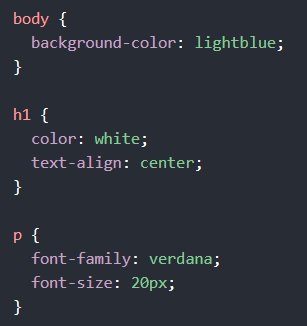 body {
  background-color: lightblue;
}

h1 {
  color: white;
  text-align: center;
}

p {
  font-family: verdana;
  font-size: 20px;
}